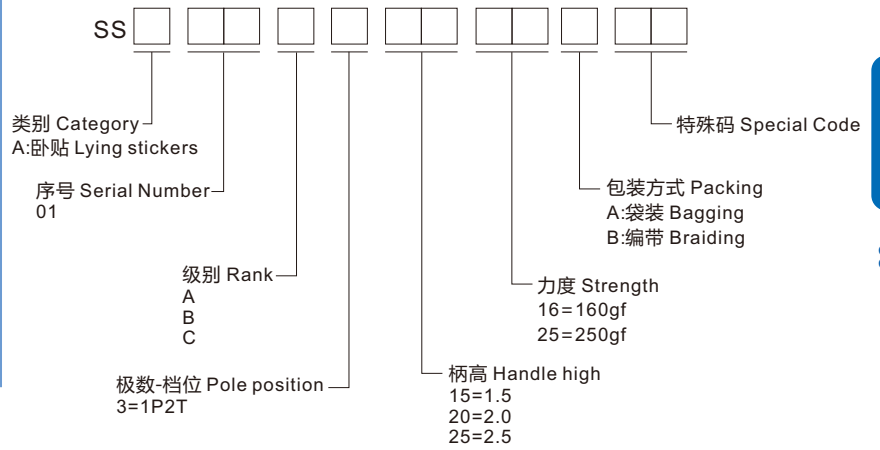 SS
类别 Category
A:卧贴 Lying stickers
序号 Serial Number
01
级别 Rank
A
B
C
极数-档位 Pole position
3=1P2T
柄高 Handle high
15=1.5
20=2.0
25=2.5
力度 Strength
16=160gf
25=250gf
包装方式 Packing
A:袋装 Bagging
B:编带 Braiding
特殊码 Special Code